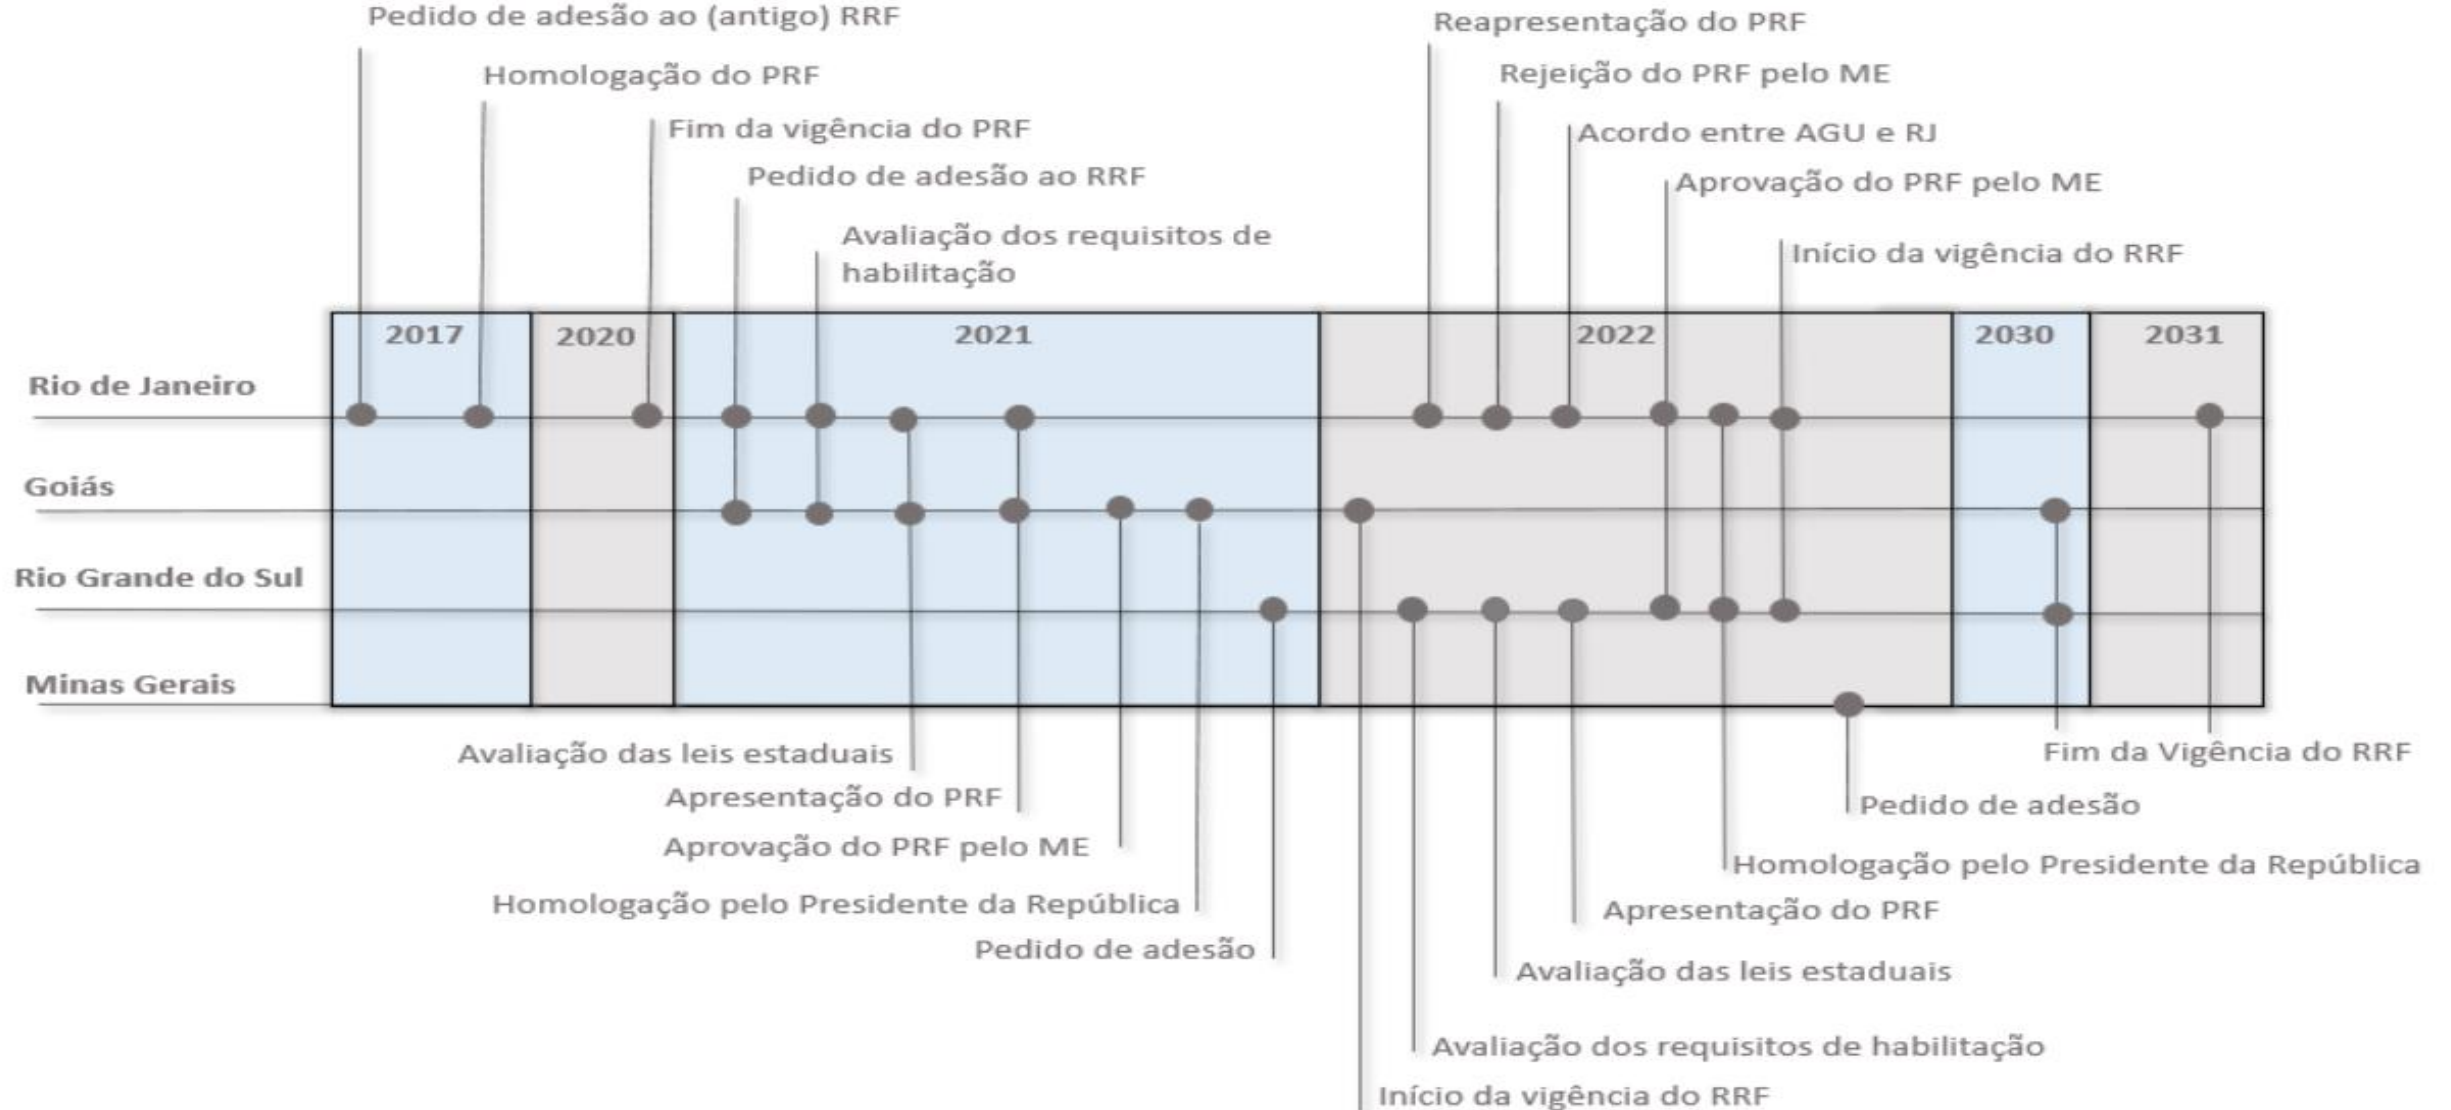 Pedido de adesão ao (antigo) RRF
Homologação do PRF
Fim da vigência do PRF
Pedido de adesão ao RRF
Avaliação dos requisitos de
habilitação
Reapresentação do PRF
Rejeição do PRF pelo ME
Acordo entre AGU e RJ
Aprovação do PRF pelo ME
Início da vigência do RRF
2017
2020
2021
2022
2030
2031
Rio de Janeiro
Goiás
Rio Grande do Sul
Minas Gerais
Avaliação das leis estaduais
Apresentação do PRF
Aprovação do PRF pelo ME
Homologação pelo Presidente da República
Pedido de adesão
Fim da Vigência do RRF
Pedido de adesão
Homologação pelo Presidente da República
Apresentação do PRF
Avaliação das leis estaduais
Avaliação dos requisitos de habilitação
Início da vigência do RRF